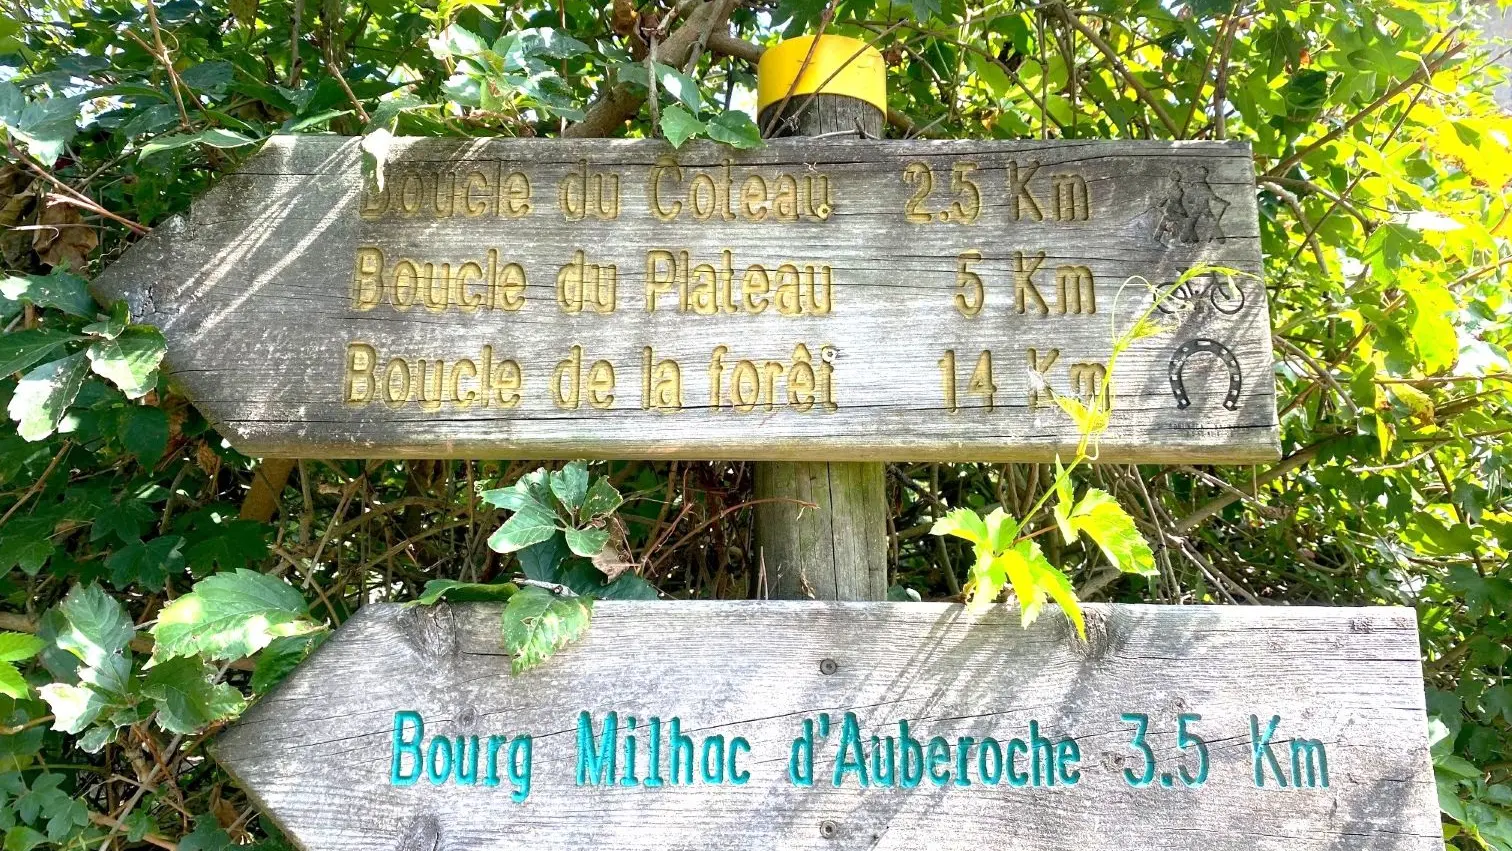 Boucle du Coteau 2.5 Km
Boucle du Plateau 5 Km
Boucle de la forêt 14 Km
Bourg Milhac d'Auberoche 3.5 Km